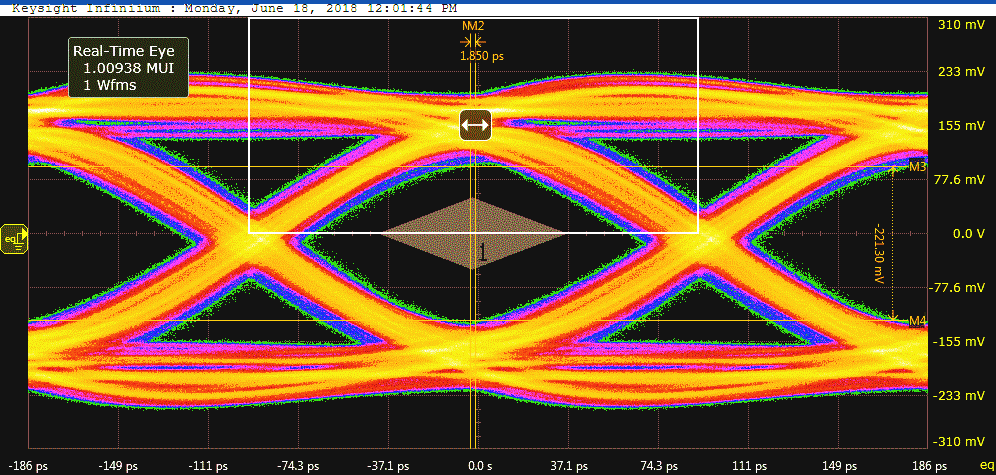 Keysight Infiniium : Monday, June 18, 2018 12:01:44 PM
310 mV
NM2
Real-Time Eye
1.850 ps
1.00938 MUI
233 mV
1 Wfms
155 mV
M3
77.6 mV
eq
0.0 V
1
-221.30 mV
-77.6 mV
M4
-155 mV
-233 mV
-310 mV
-186 ps -149 ps -111 ps -74.3 ps -37.1 ps 0.0 s 37.1 ps 74.3 ps 111 ps 149 ps 186 ps eq